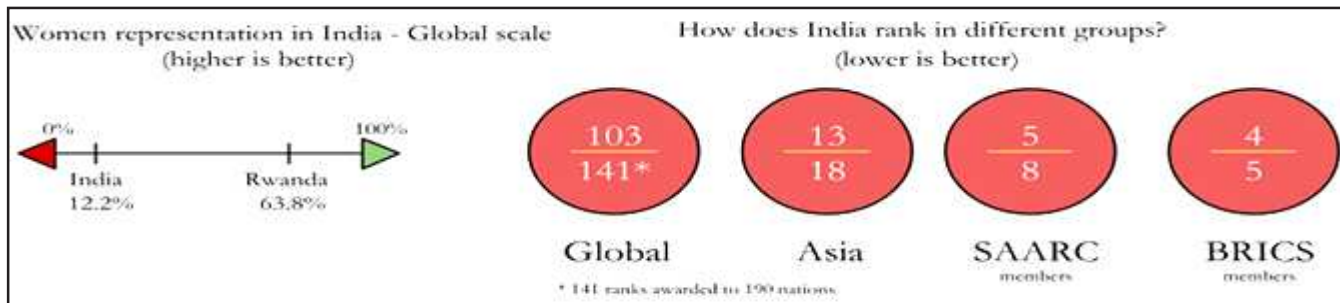 Women representation in India - Global scale
(higher is better)
0%
100%
India
12.2%
Rwanda
63.8%
How does India rank in different groups?
(lower is better)
103
141*
Global
13
18
Asia
5
8
SAARC
members
4
5
BRICS
members
* 141 ranks awarded to 190 nations